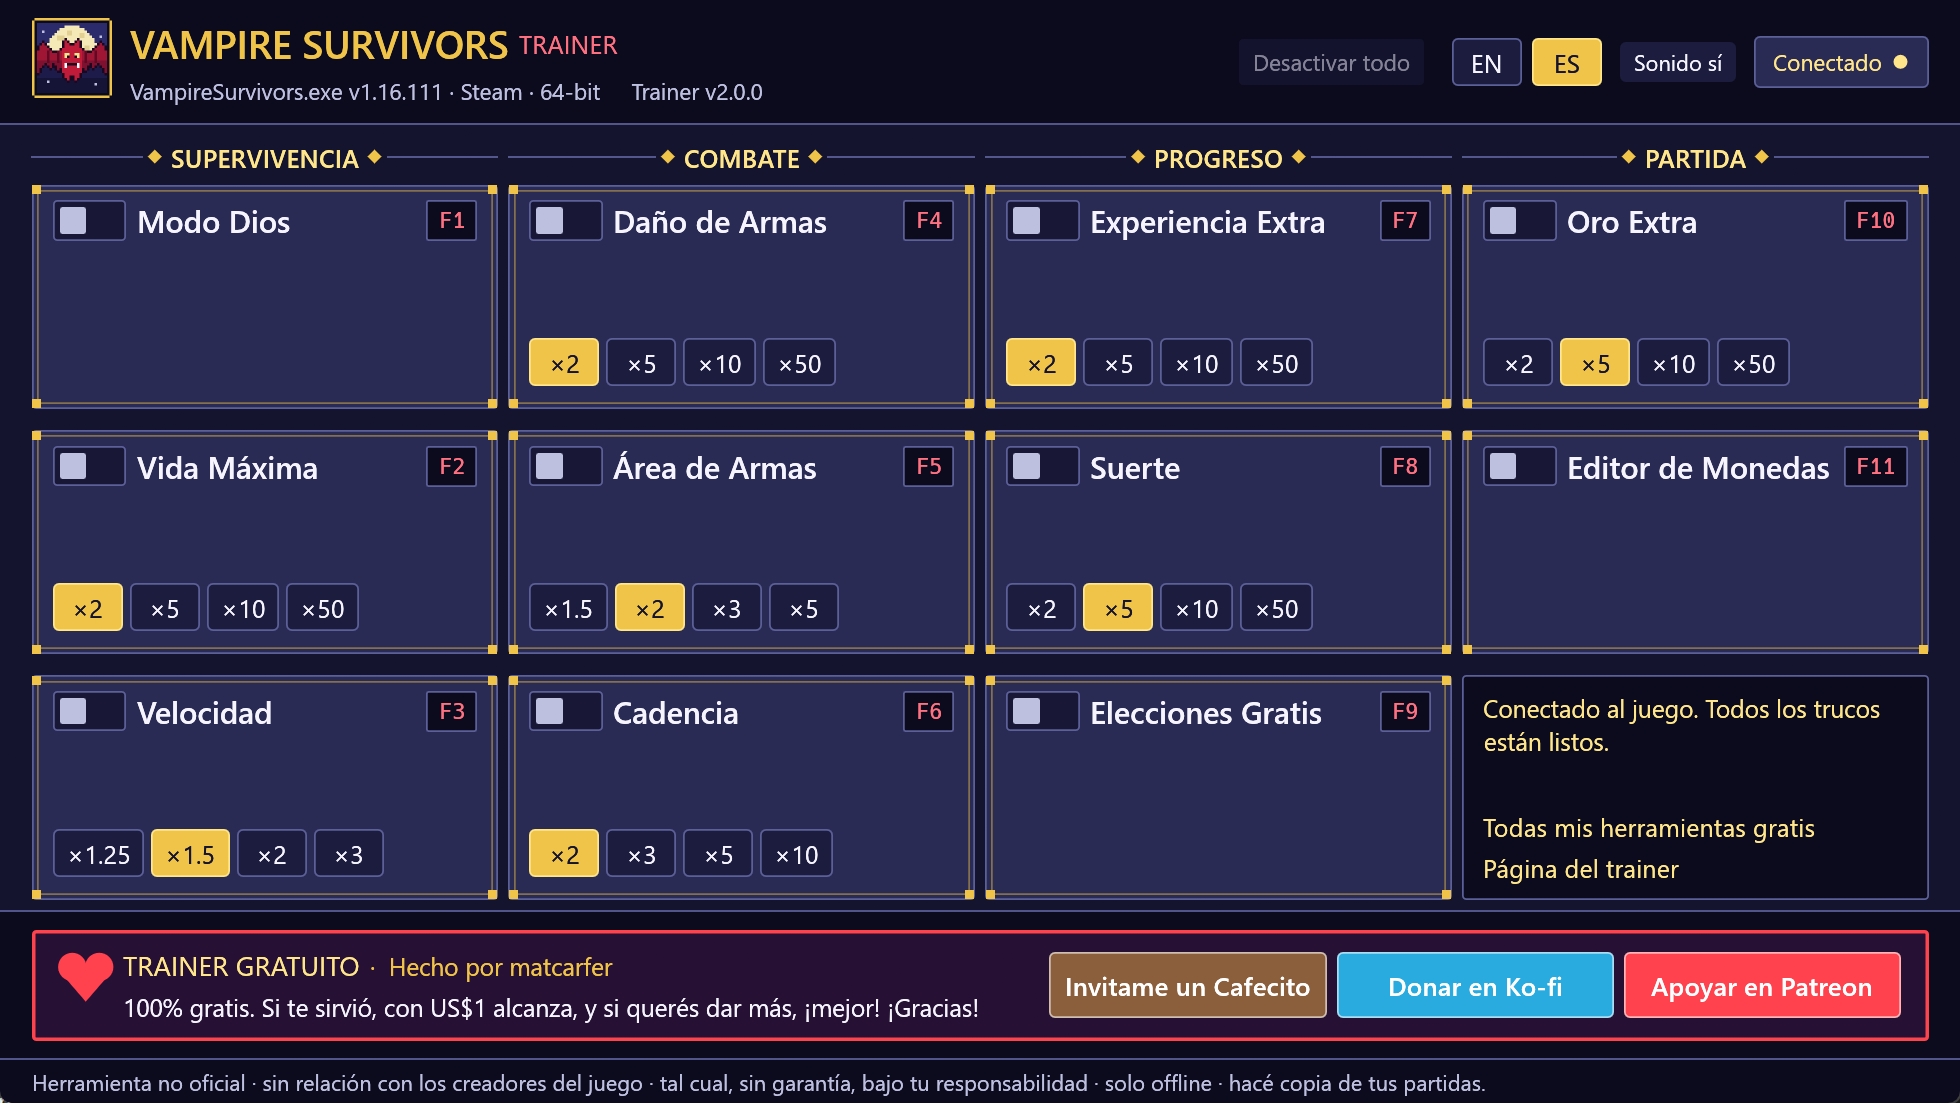 VAMPIRE SURVIVORS TRAINER
VampireSurvivors.exe v1.16.111 · Steam · 64-bit Trainer v2.0.0
Desactivar todo
EN
ES
Sonido sí
Conectado
SUPERVIVENCIA
Modo Dios F1
Vida Máxima F2
×2 ×5 ×10 ×50
Velocidad F3
×1.25 ×1.5 ×2 ×3
COMBATE
Daño de Armas F4
×2 ×5 ×10 ×50
Área de Armas F5
×1.5 ×2 ×3 ×5
Cadencia F6
×2 ×3 ×5 ×10
PROGRESO
Experiencia Extra F7
×2 ×5 ×10 ×50
Suerte F8
×2 ×5 ×10 ×50
Elecciones Gratis F9
PARTIDA
Oro Extra F10
×2 ×5 ×10 ×50
Editor de Monedas F11
Conectado al juego. Todos los trucos
están listos.
Todas mis herramientas gratis
Página del trainer
TRAINER GRATUITO · Hecho por matcarfer
100% gratis. Si te sirvió, con US$1 alcanza, y si querés dar más, ¡mejor! ¡Gracias!
Invitame un Cafecito
Donar en Ko-fi
Apoyar en Patreon
Herramienta no oficial · sin relación con los creadores del juego · tal cual, sin garantía, bajo tu responsabilidad · solo offline · hacé copia de tus partidas.